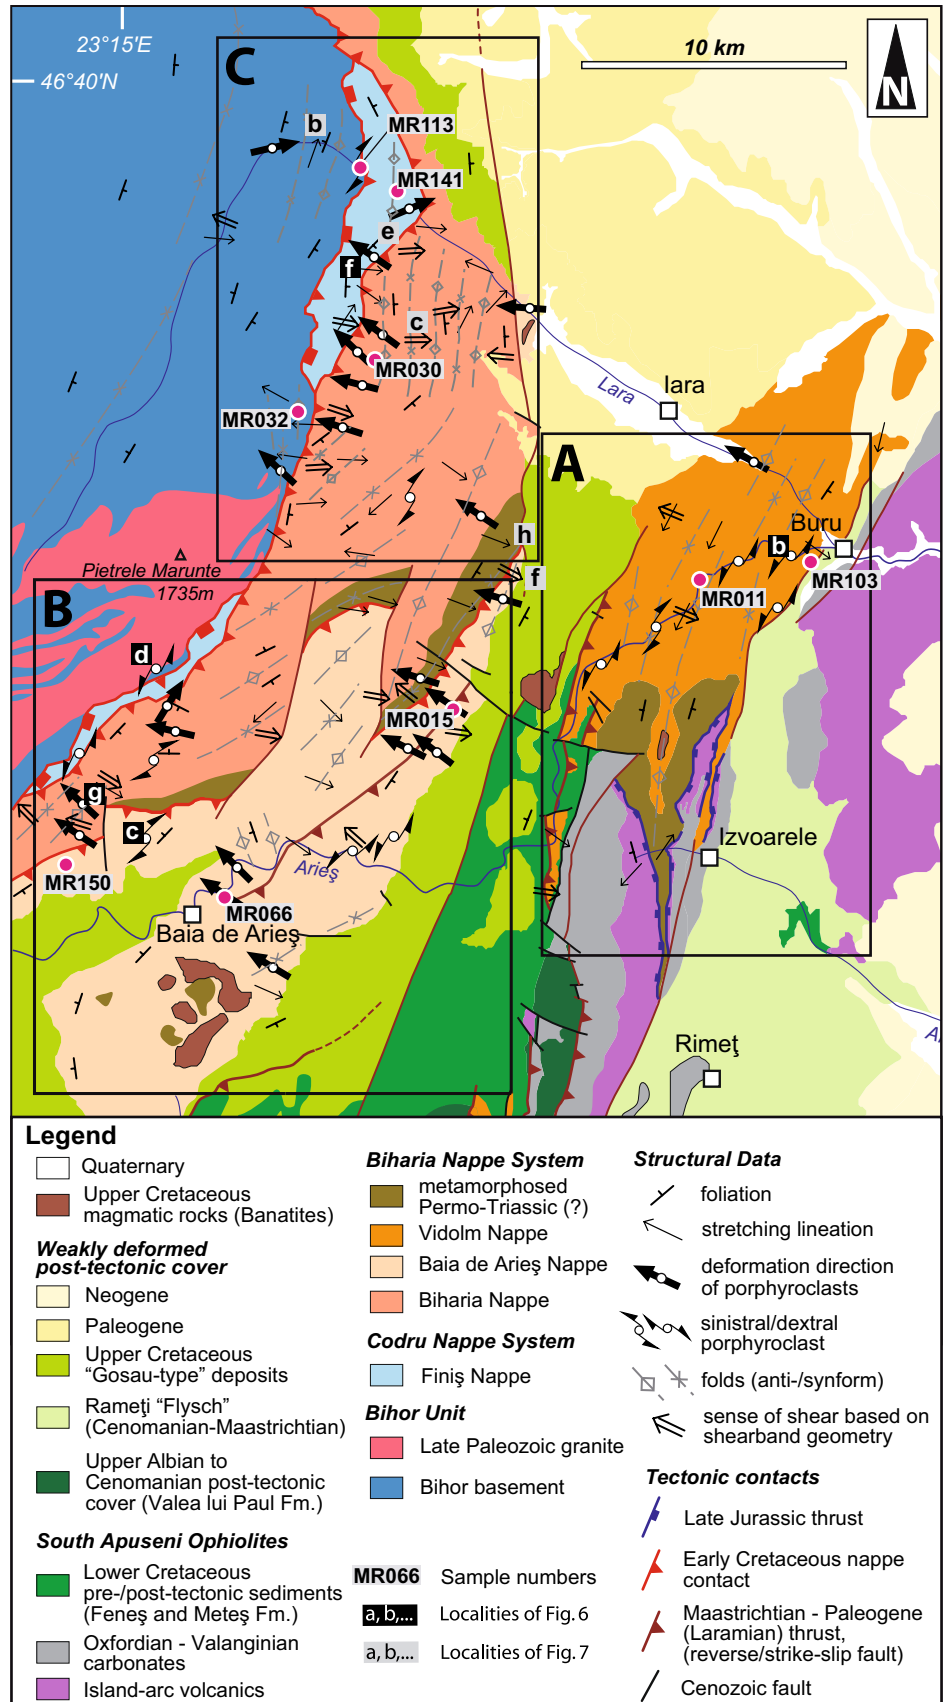 23°15'E
46°40'N
10 km
N
C
b
MR113
MR141
e
f
c
MR030
MR032
Lara
Iara
A
Buru
b
MR103
MR011
h
f
Pietrele Marunte
1735m
B
d
MR015
g
c
MR150
Arieş
MR066
Baia de Arieş
Izvoarele
Rimeţ
A
Legend
Quaternary
Upper Cretaceous
magmatic rocks (Banatites)
Weakly deformed
post-tectonic cover
Neogene
Paleogene
Upper Cretaceous
“Gosau-type” deposits
Rameţi “Flysch”
(Cenomanian-Maastrichtian)
Upper Albian to
Cenomanian post-tectonic
cover (Valea lui Paul Fm.)
South Apuseni Ophiolites
Lower Cretaceous
pre-/post-tectonic sediments
(Feneş and Meteş Fm.)
Oxfordian - Valanginian
carbonates
Island-arc volcanics
Biharia Nappe System
metamorphosed
Permo-Triassic (?)
Vidolm Nappe
Baia de Arieş Nappe
Biharia Nappe
Codru Nappe System
Finiş Nappe
Bihor Unit
Late Paleozoic granite
Bihor basement
MR066 Sample numbers
a, b,... Localities of Fig. 6
a, b,... Localities of Fig. 7
Structural Data
foliation
stretching lineation
deformation direction
of porphyroclasts
sinistral/dextral
porphyroclast
folds (anti-/synform)
sense of shear based on
shearband geometry
Tectonic contacts
Late Jurassic thrust
Early Cretaceous nappe
contact
Maastrichtian - Paleogene
(Laramian) thrust,
(reverse/strike-slip fault)
Cenozoic fault